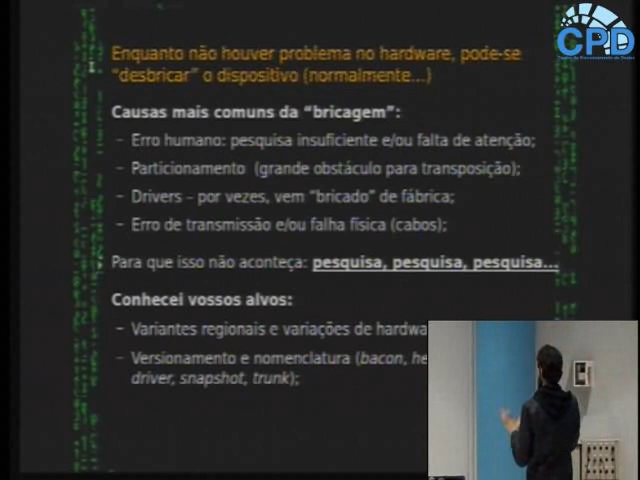 CPD
Enquanto não houver problema no hardware, pode-se
"desbricar" o dispositivo (normalmente...)
Causas mais comuns da "bricagem":
- Erro humano: pesquisa insuficiente e/ou falta de atenção;
- Particionamento (grande obstáculo para transposição);
- Drivers - por vezes, vem "bricado" de fábrica;
- Erro de transmissão e/ou falha física (cabos);
Para que isso não aconteça: pesquisa, pesquisa, pesquisa...
Conhecei vossos alvos:
- Variantes regionais e variações de hardwa
- Versionamento e nomenclatura (bacon, he
driver, snapshot, trunk);